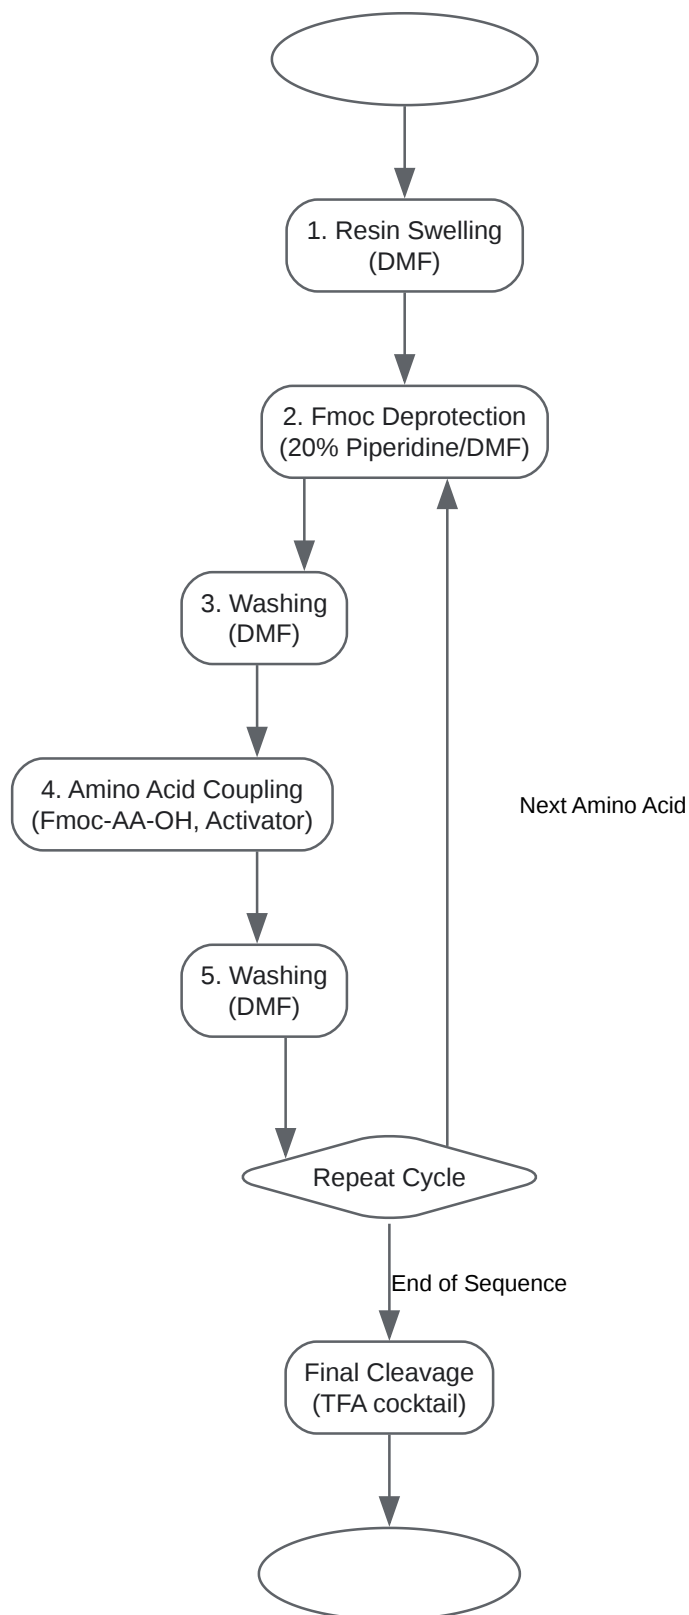 1. Resin Swelling
(DMF)
2. Fmoc Deprotection
(20% Piperidine/DMF)
3. Washing
(DMF)
4. Amino Acid Coupling
(Fmoc-AA-OH, Activator)
Next Amino Acid
5. Washing
(DMF)
Repeat Cycle
End of Sequence
Final Cleavage
(TFA cocktail)